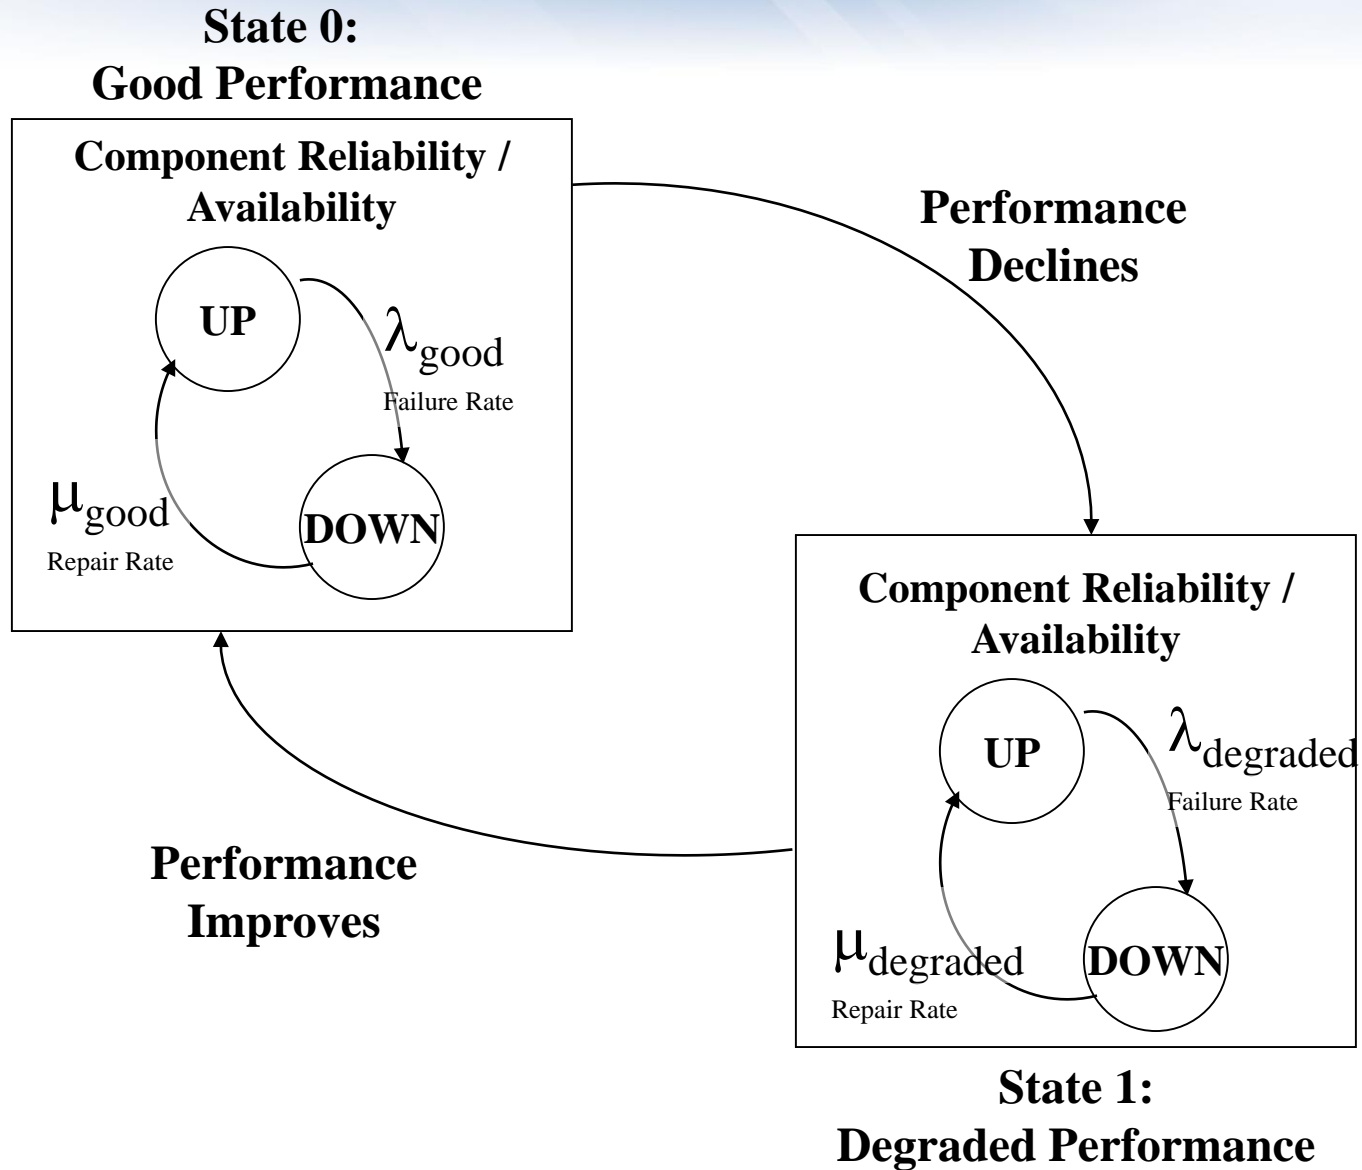 State 0:
Good Performance
Component Reliability /
Availability
UP
λgood
Failure Rate
μgood
Repair Rate
DOWN
Performance
Declines
Performance
Improves
Component Reliability /
Availability
UP
λdegraded
Failure Rate
μdegraded
Repair Rate
DOWN
State 1:
Degraded Performance